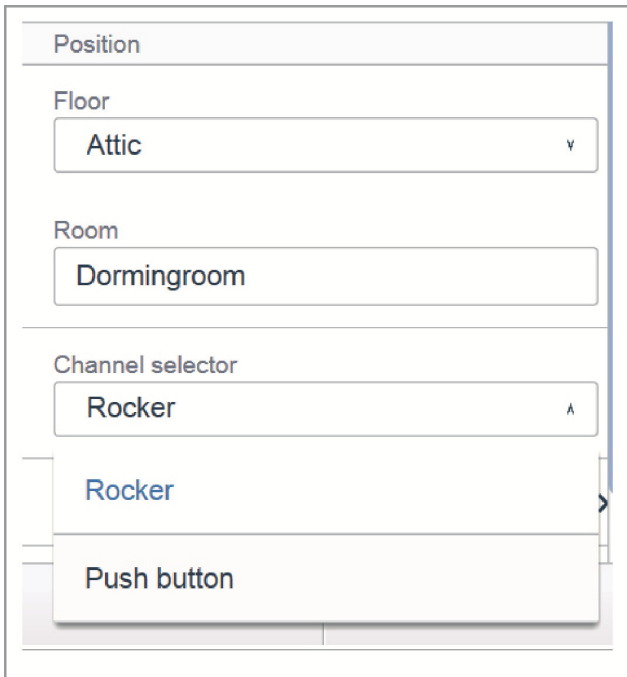 Position
Floor
Attic
Room
Dormingroom
Channel selector
Rocker
Rocker
Push button